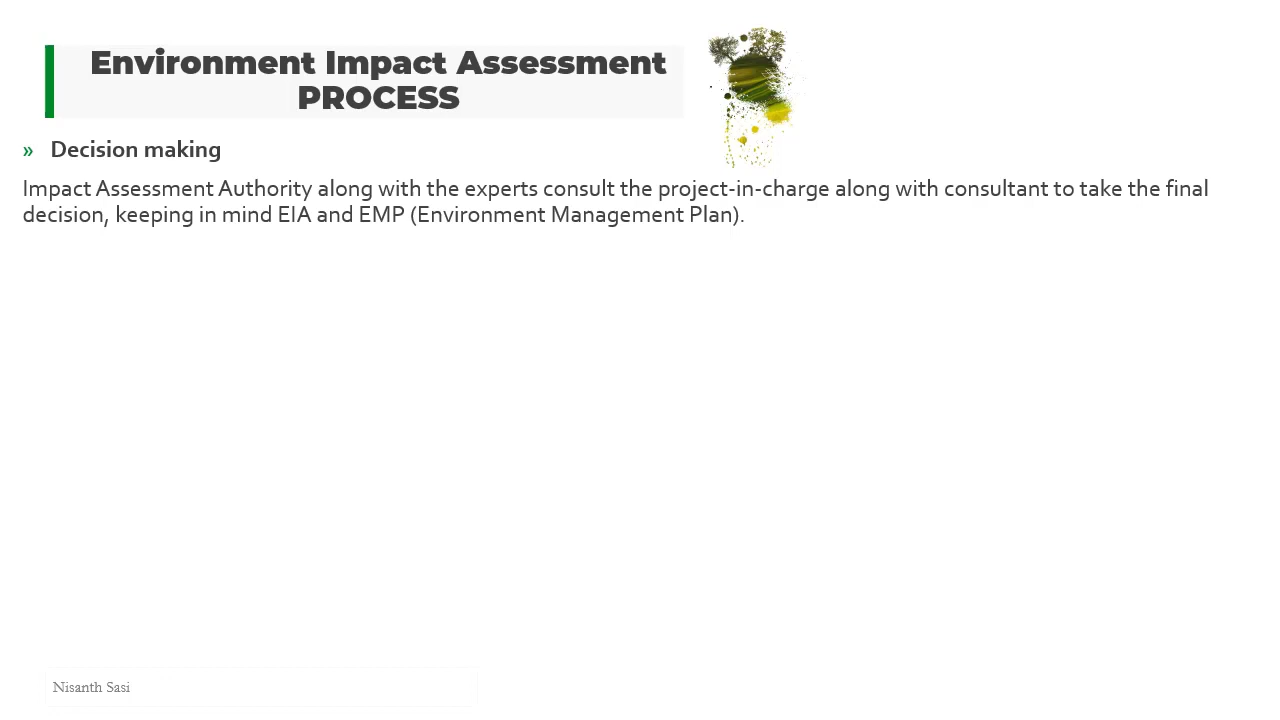 Environment Impact Assessment
PROCESS
» Decision making
Impact Assessment Authority along with the experts consult the project-in-charge along with consultant to take the final
decision, keeping in mind EIA and EMP (Environment Management Plan).
Nisanth Sasi